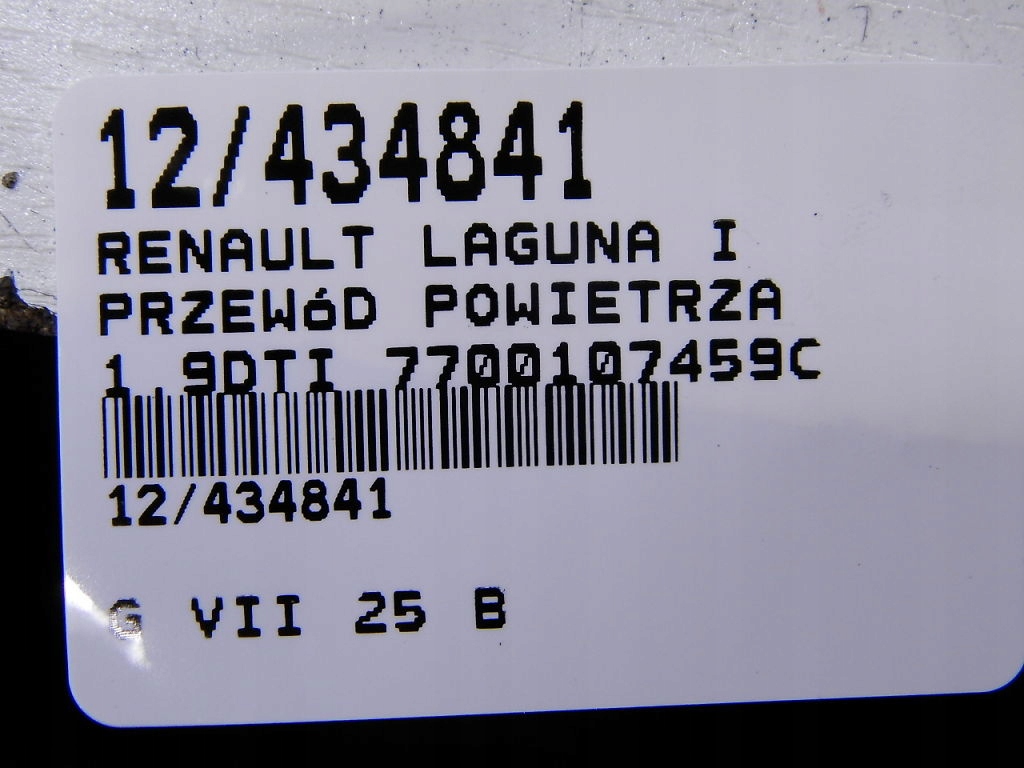 12/434841
RENAULT LAGUNA I
PRZEWóD POWIETRZA
1.9DTI 7700107459C
12/434841
G VII 25 B